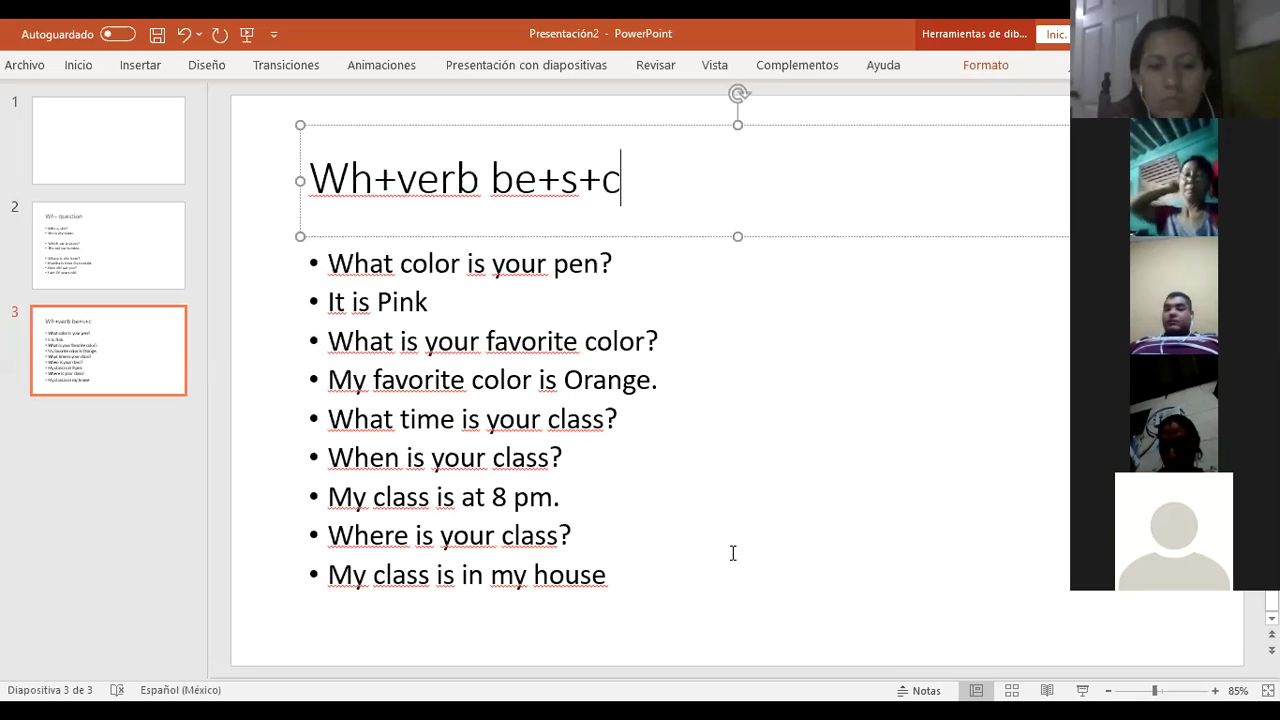 Autoguardado
Presentación2 - PowerPoint
Herramientas de dib...
Inic.
Archivo
Inicio
Insertar
Diseño
Transiciones
Animaciones
Presentación con diapositivas
Revisar
Vista
Complementos
Ayuda
Formato
1
2
3
Wh+verb be+s+c
• What color is your pen?
• It is Pink
• What is your favorite color?
• My favorite color is Orange.
• What time is your class?
• When is your class?
• My class is at 8 pm.
• Where is your class?
• My class is in my house
Diapositiva 3 de 3
Español (México)
Notas
85%